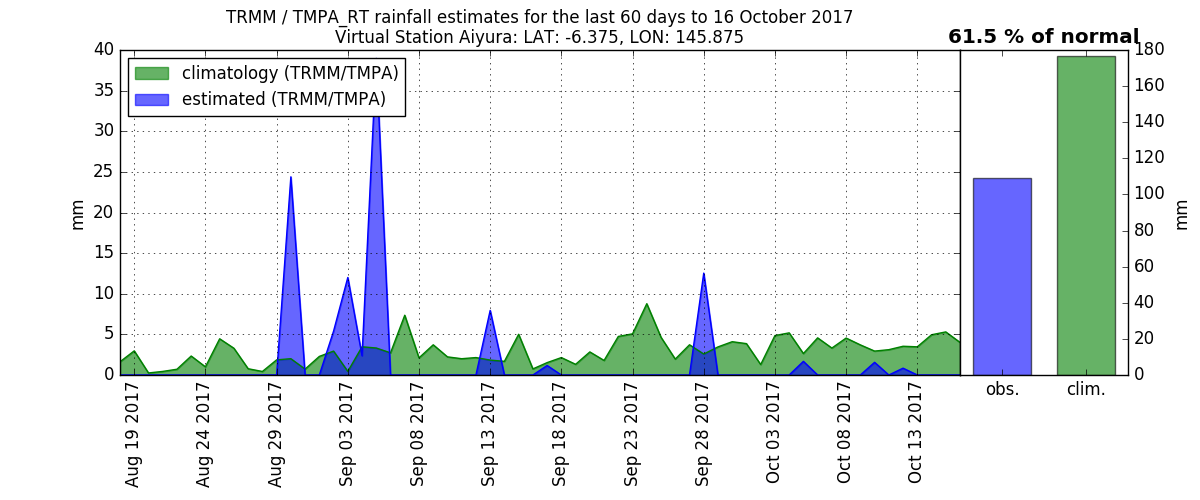 TRMM / TMPA_RT rainfall estimates for the last 60 days to 16 October 2017
Virtual Station Aiyura: LAT: -6.375, LON: 145.875
61.5 % of normal
climatology (TRMM/TMPA)
estimated (TRMM/TMPA)
40
35
30
25
20
15
10
5
0
mm
Aug 19 2017
Aug 24 2017
Aug 29 2017
Sep 03 2017
Sep 08 2017
Sep 13 2017
Sep 18 2017
Sep 23 2017
Sep 28 2017
Oct 03 2017
Oct 08 2017
Oct 13 2017
obs.
clim.
180
160
140
120
100
80
60
40
20
0
mm